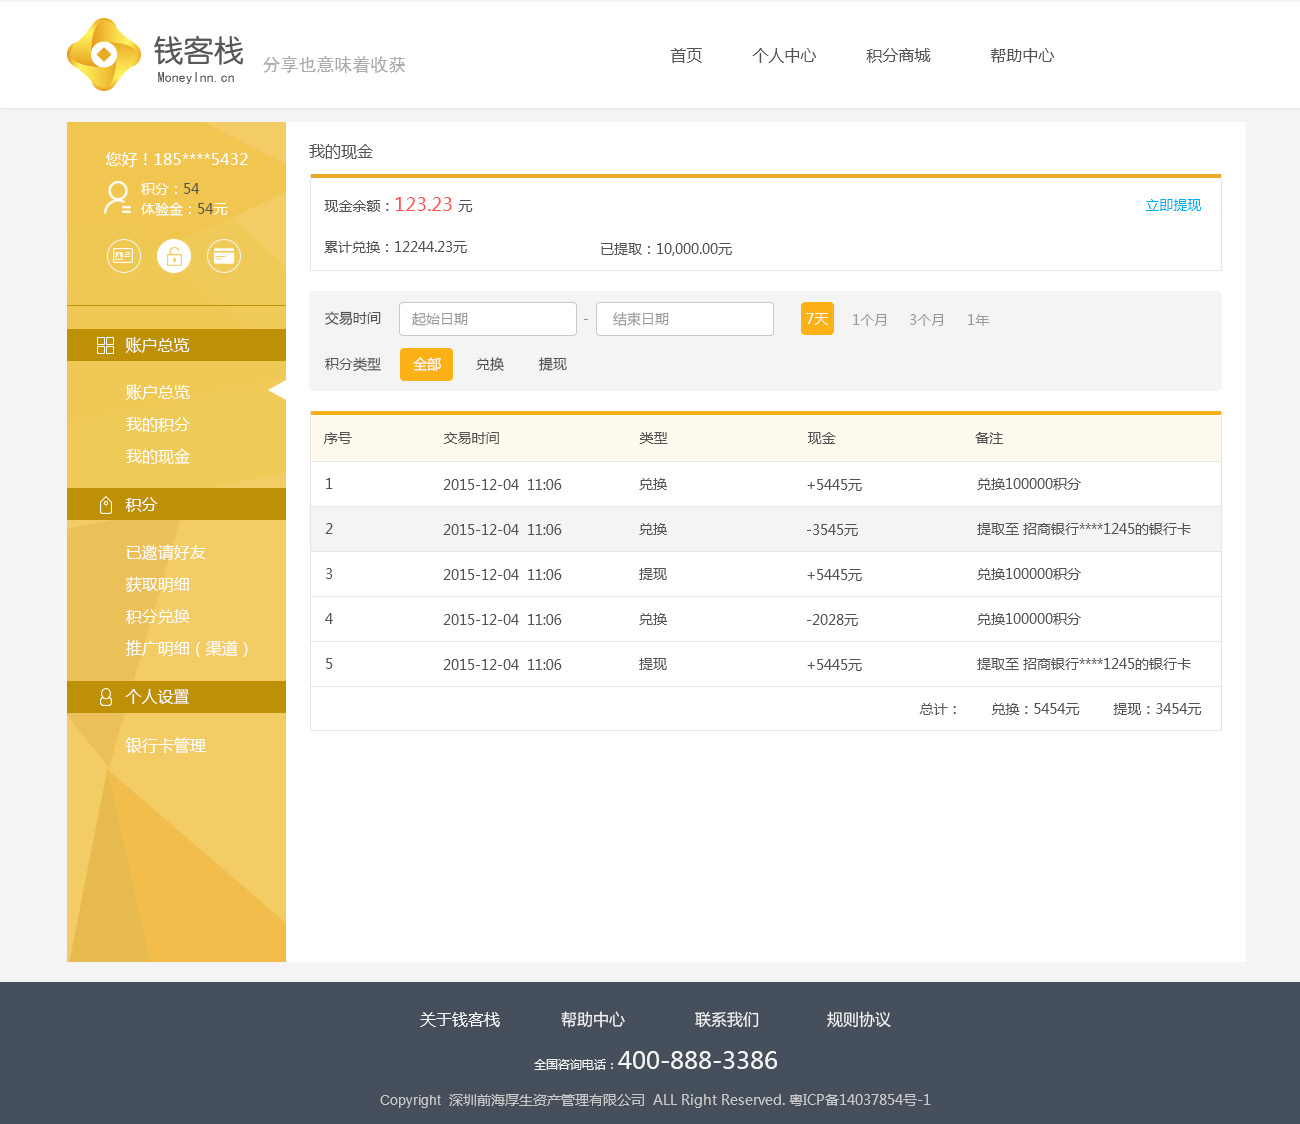 钱客栈
MoneyInn.cn
分享也意味着收获
首页 个人中心 积分商城 帮助中心
您好！185****5432
积分：54
体验金：54元
账户总览
账户总览
我的积分
我的现金
积分
已邀请好友
获取明细
积分兑换
推广明细（渠道）
个人设置
银行卡管理
我的现金
现金余额：123.23 元 立即提现
累计兑换：12244.23元 已提取：10,000.00元
交易时间 起始日期 - 结束日期 7天 1个月 3个月 1年
积分类型 全部 兑换 提现
序号 交易时间 类型 现金 备注
1 2015-12-04 11:06 兑换 +5445元 兑换100000积分
2 2015-12-04 11:06 兑换 -3545元 提取至 招商银行****1245的银行卡
3 2015-12-04 11:06 提现 +5445元 兑换100000积分
4 2015-12-04 11:06 兑换 -2028元 兑换100000积分
5 2015-12-04 11:06 提现 +5445元 提取至 招商银行****1245的银行卡
总计： 兑换：5454元 提现：3454元
关于钱客栈 帮助中心 联系我们 规则协议
全国咨询电话：400-888-3386
Copyright 深圳前海厚生资产管理有限公司 ALL Right Reserved. 粤ICP备14037854号-1